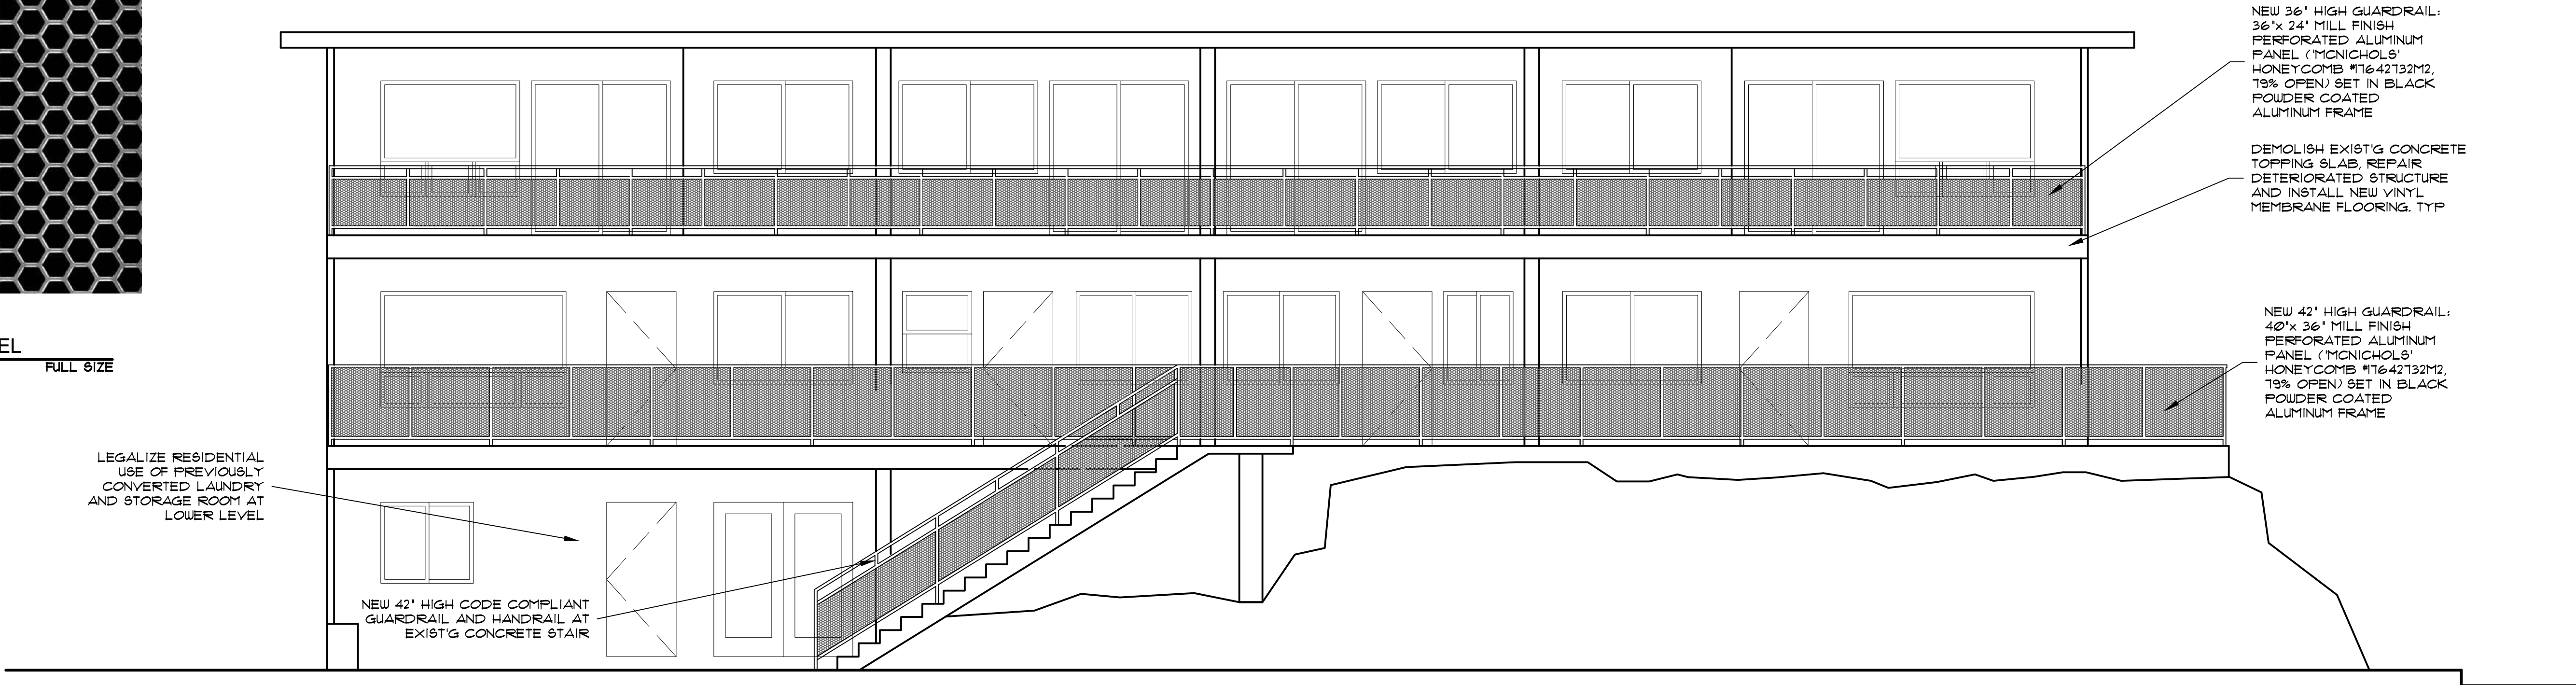 NEW 36" HIGH GUARDRAIL:
36"x 24" MILL FINISH
PERFORATED ALUMINUM
PANEL ('MCNICHOLS'
HONEYCOMB #17642732M2,
79% OPEN) SET IN BLACK
POWDER COATED
ALUMINUM FRAME
DEMOLISH EXIST'G CONCRETE
TOPPING SLAB, REPAIR
DETERIORATED STRUCTURE
AND INSTALL NEW VINYL
MEMBRANE FLOORING, TYP
NEW 42" HIGH GUARDRAIL:
40"x 36" MILL FINISH
PERFORATED ALUMINUM
PANEL ('MCNICHOLS'
HONEYCOMB #17642732M2,
79% OPEN) SET IN BLACK
POWDER COATED
ALUMINUM FRAME
EL
FULL SIZE
LEGALIZE RESIDENTIAL
USE OF PREVIOUSLY
CONVERTED LAUNDRY
AND STORAGE ROOM AT
LOWER LEVEL
NEW 42" HIGH CODE COMPLIANT
GUARDRAIL AND HANDRAIL AT
EXIST'G CONCRETE STAIR